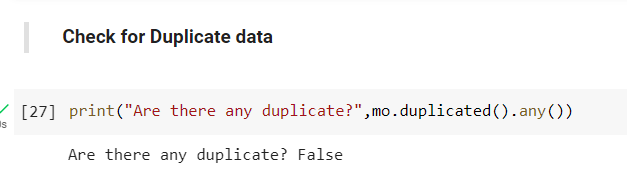 Check for Duplicate data
[27] print("Are there any duplicate?",mo.duplicated().any())
Are there any duplicate? False